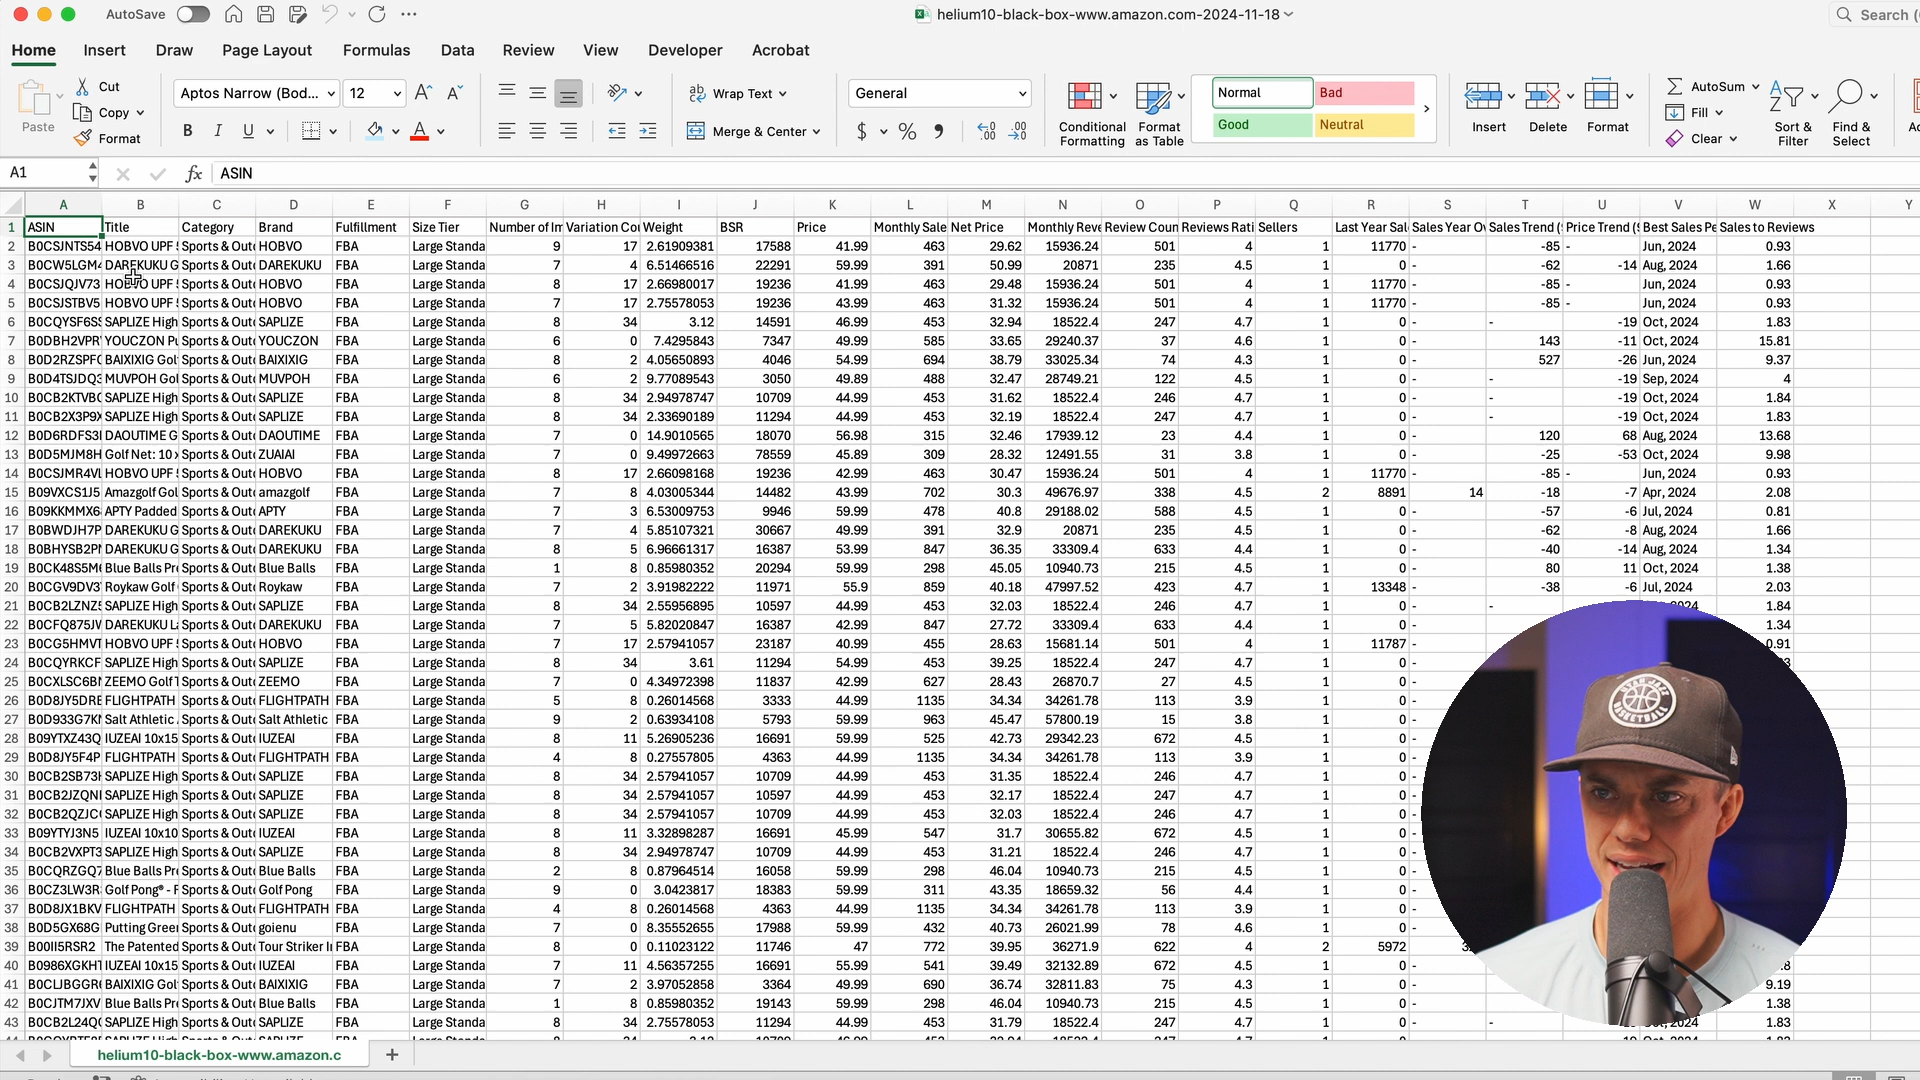 AutoSave
helium10-black-box-www.amazon.com-2024-11-18
Search (
Home Insert Draw Page Layout Formulas Data Review View Developer Acrobat
Paste Cut Copy Format
Aptos Narrow (Bod... 12
B I U
Wrap Text
Merge & Center
General
$ %
Conditional Formatting
Format as Table
Normal Bad Good Neutral
Insert Delete Format
AutoSum Fill Clear
Sort & Filter
Find & Select
A1 fx ASIN
A B C D E F G H I J K L M N O P Q R S T U V W X Y
1 ASIN Title Category Brand Fulfillment Size Tier Number of Im Variation Cou Weight BSR Price Monthly Sale Net Price Monthly Reve Review Coun Reviews Rati Sellers Last Year Sal Sales Year O Sales Trend ( Price Trend ( Best Sales Pe Sales to Reviews
2 B0CSJNTS54 HOBVO UPF Sports & Out HOBVO FBA Large Standa 9 17 2.61909381 17588 41.99 463 29.62 15936.24 501 4 1 11770 - -85 - Jun, 2024 0.93
3 B0CW5LGM4 DAREKUKU G Sports & Out DAREKUKU FBA Large Standa 7 4 6.51466516 22291 59.99 391 50.99 20871 235 4.5 1 0 - -62 -14 Aug, 2024 1.66
4 B0CSJQJV73 HOBVO UPF Sports & Out HOBVO FBA Large Standa 8 17 2.66980017 19236 41.99 463 29.48 15936.24 501 4 1 11770 - -85 - Jun, 2024 0.93
5 B0CSJSTBV5 HOBVO UPF Sports & Out HOBVO FBA Large Standa 8 17 2.75578053 19236 43.99 463 31.32 15936.24 501 4 1 11770 - -85 - Jun, 2024 0.93
6 B0CQYSF6S SAPLIZE High Sports & Out SAPLIZE FBA Large Standa 8 34 3.12 14591 46.99 453 32.94 18522.4 247 4.7 1 0 - - -19 Oct, 2024 1.83
7 B0DBH2VPR YOUCZON Pu Sports & Out YOUCZON FBA Large Standa 6 0 7.4295843 7347 49.99 585 33.65 29240.37 37 4.6 1 0 - 143 -11 Oct, 2024 15.81
8 B0D2RZSPF BAIXIXIG Gol Sports & Out BAIXIXIG FBA Large Standa 8 2 4.05650893 4046 54.99 694 38.79 33025.34 74 4.3 1 0 - 527 -26 Jun, 2024 9.37
9 B0D4TSJDQ MUVPOH Gol Sports & Out MUVPOH FBA Large Standa 6 2 9.77089543 3050 49.89 488 32.47 28749.21 122 4.5 1 0 - - -19 Sep, 2024 4
10 B0CB2KTVB SAPLIZE High Sports & Out SAPLIZE FBA Large Standa 8 34 2.94978747 10709 44.99 453 31.62 18522.4 246 4.7 1 0 - - -19 Oct, 2024 1.84
11 B0CB2X3P9 SAPLIZE High Sports & Out SAPLIZE FBA Large Standa 8 34 2.33690189 11294 44.99 453 32.19 18522.4 247 4.7 1 0 - - -19 Oct, 2024 1.83
12 B0D6RDFS3 DAOUTIME G Sports & Out DAOUTIME FBA Large Standa 7 0 14.9010565 18070 56.98 315 32.46 17939.12 23 4.4 1 0 - 120 68 Aug, 2024 13.68
13 B0D5MJM8H Golf Net: 10 x Sports & Out ZUAIAI FBA Large Standa 7 0 9.49972663 78559 45.89 309 28.32 12491.55 31 3.8 1 0 - -25 -53 Oct, 2024 9.98
14 B0CSJMR4V HOBVO UPF Sports & Out HOBVO FBA Large Standa 8 17 2.66098168 19236 42.99 463 30.47 15936.24 501 4 1 11770 - -85 - Jun, 2024 0.93
15 B09VXCS1J5 Amazgolf Gol Sports & Out amazgolf FBA Large Standa 7 8 4.03005344 14482 43.99 702 30.3 49676.97 338 4.5 2 8891 14 -18 -7 Apr, 2024 2.08
16 B09KKMMX6 APTY Padded Sports & Out APTY FBA Large Standa 7 3 6.53009753 9946 59.99 478 40.8 29188.02 588 4.5 1 0 - -57 -6 Jul, 2024 0.81
17 B0BWDJH7P DAREKUKU G Sports & Out DAREKUKU FBA Large Standa 7 4 5.85107321 30667 49.99 391 32.9 20871 235 4.5 1 0 - -62 -8 Aug, 2024 1.66
18 B0BHYSB2P DAREKUKU G Sports & Out DAREKUKU FBA Large Standa 8 5 6.96661317 16387 53.99 847 36.35 33309.4 633 4.4 1 0 - -40 -14 Aug, 2024 1.34
19 B0CK48S5M Blue Balls Pr Sports & Out Blue Balls FBA Large Standa 1 8 0.85980352 20294 59.99 298 45.05 10940.73 215 4.5 1 0 - 80 11 Oct, 2024 1.38
20 B0CGV9DV3 Roykaw Golf Sports & Out Roykaw FBA Large Standa 7 2 3.91982222 11971 55.9 859 40.18 47997.52 423 4.7 1 13348 - -38 -6 Jul, 2024 2.03
21 B0CB2LZNZ SAPLIZE High Sports & Out SAPLIZE FBA Large Standa 8 34 2.55956895 10597 44.99 453 32.03 18522.4 246 4.7 1 0 - - 1.84
22 B0CFQ875J DAREKUKU L Sports & Out DAREKUKU FBA Large Standa 7 5 5.82020847 16387 42.99 847 27.72 33309.4 633 4.4 1 0 - 1.34
23 B0CG5HMVT HOBVO UPF Sports & Out HOBVO FBA Large Standa 7 17 2.57941057 23187 40.99 455 28.63 15681.14 501 4 1 11787 - 0.91
24 B0CQYRKCF SAPLIZE High Sports & Out SAPLIZE FBA Large Standa 8 34 3.61 11294 54.99 453 39.25 18522.4 247 4.7 1 0 -
25 B0CXLSC6B ZEEMO Golf T Sports & Out ZEEMO FBA Large Standa 7 0 4.34972398 11837 42.99 627 28.43 26870.7 27 4.5 1 0 -
26 B0D8JY5DRE FLIGHTPATH Sports & Out FLIGHTPATH FBA Large Standa 5 8 0.26014568 3333 44.99 1135 34.34 34261.78 113 3.9 1 0 -
27 B0D933G7K Salt Athletic Sports & Out Salt Athletic FBA Large Standa 9 2 0.63934108 5793 59.99 963 45.47 57800.19 15 3.8 1 0 -
28 B09YTXZ43Q IUZEAI 10x15 Sports & Out IUZEAI FBA Large Standa 8 11 5.26905236 16691 59.99 525 42.73 29342.23 672 4.5 1 0 -
29 B0D8JY5F4P FLIGHTPATH Sports & Out FLIGHTPATH FBA Large Standa 4 8 0.27557805 4363 44.99 1135 34.34 34261.78 113 3.9 1 0 -
30 B0CB2SB73 SAPLIZE High Sports & Out SAPLIZE FBA Large Standa 8 34 2.57941057 10709 44.99 453 31.35 18522.4 246 4.7 1 0 -
31 B0CB2JZQN SAPLIZE High Sports & Out SAPLIZE FBA Large Standa 8 34 2.57941057 10597 44.99 453 32.17 18522.4 246 4.7 1 0 -
32 B0CB2QZJC SAPLIZE High Sports & Out SAPLIZE FBA Large Standa 8 34 2.57941057 10709 44.99 453 32.03 18522.4 246 4.7 1 0 -
33 B09YTYJ3N5 IUZEAI 10x10 Sports & Out IUZEAI FBA Large Standa 8 11 3.32898287 16691 45.99 547 31.7 30655.82 672 4.5 1 0 -
34 B0CB2VXPT3 SAPLIZE High Sports & Out SAPLIZE FBA Large Standa 8 34 2.94978747 10709 44.99 453 31.21 18522.4 246 4.7 1 0 -
35 B0CQRZGQ7 Blue Balls Pr Sports & Out Blue Balls FBA Large Standa 2 8 0.87964514 16058 59.99 298 46.04 10940.73 215 4.5 1 0 -
36 B0CZ3LW3R Golf Pong® - F Sports & Out Golf Pong FBA Large Standa 9 0 3.0423817 18383 59.99 311 43.35 18659.32 56 4.4 1 0 -
37 B0D8JX1BKV FLIGHTPATH Sports & Out FLIGHTPATH FBA Large Standa 4 8 0.26014568 4363 44.99 1135 34.34 34261.78 113 3.9 1 0 -
38 B0D5GX68G Putting Green Sports & Out goienu FBA Large Standa 7 0 8.35552655 17988 64.99 432 40.73 26021.99 78 4.6 1 0 -
39 B00II5RSR2 The Patented Sports & Out Tour Striker I FBA Large Standa 8 0 0.11023122 11746 47 772 39.95 36271.9 622 4 2 5972
40 B0986XGKH IUZEAI 10x15 Sports & Out IUZEAI FBA Large Standa 7 11 4.56357255 16691 55.99 541 39.49 32132.89 672 4.5 1 0 -
41 B0CLJBGGR BAIXIXIG Gol Sports & Out BAIXIXIG FBA Large Standa 7 2 3.97052858 3364 49.99 690 36.74 32811.83 75 4.3 1 0 - 9.19
42 B0CJTM7JXV Blue Balls Pr Sports & Out Blue Balls FBA Large Standa 1 8 0.85980352 19143 59.99 298 46.04 10940.73 215 4.5 1 0 - 1.38
43 B0CB2L24Q SAPLIZE High Sports & Out SAPLIZE FBA Large Standa 8 34 2.75578053 11294 44.99 453 31.79 18522.4 247 4.7 1 0 - - 1.83
UTAH JAZZ BASKETBALL
helium10-black-box-www.amazon.c